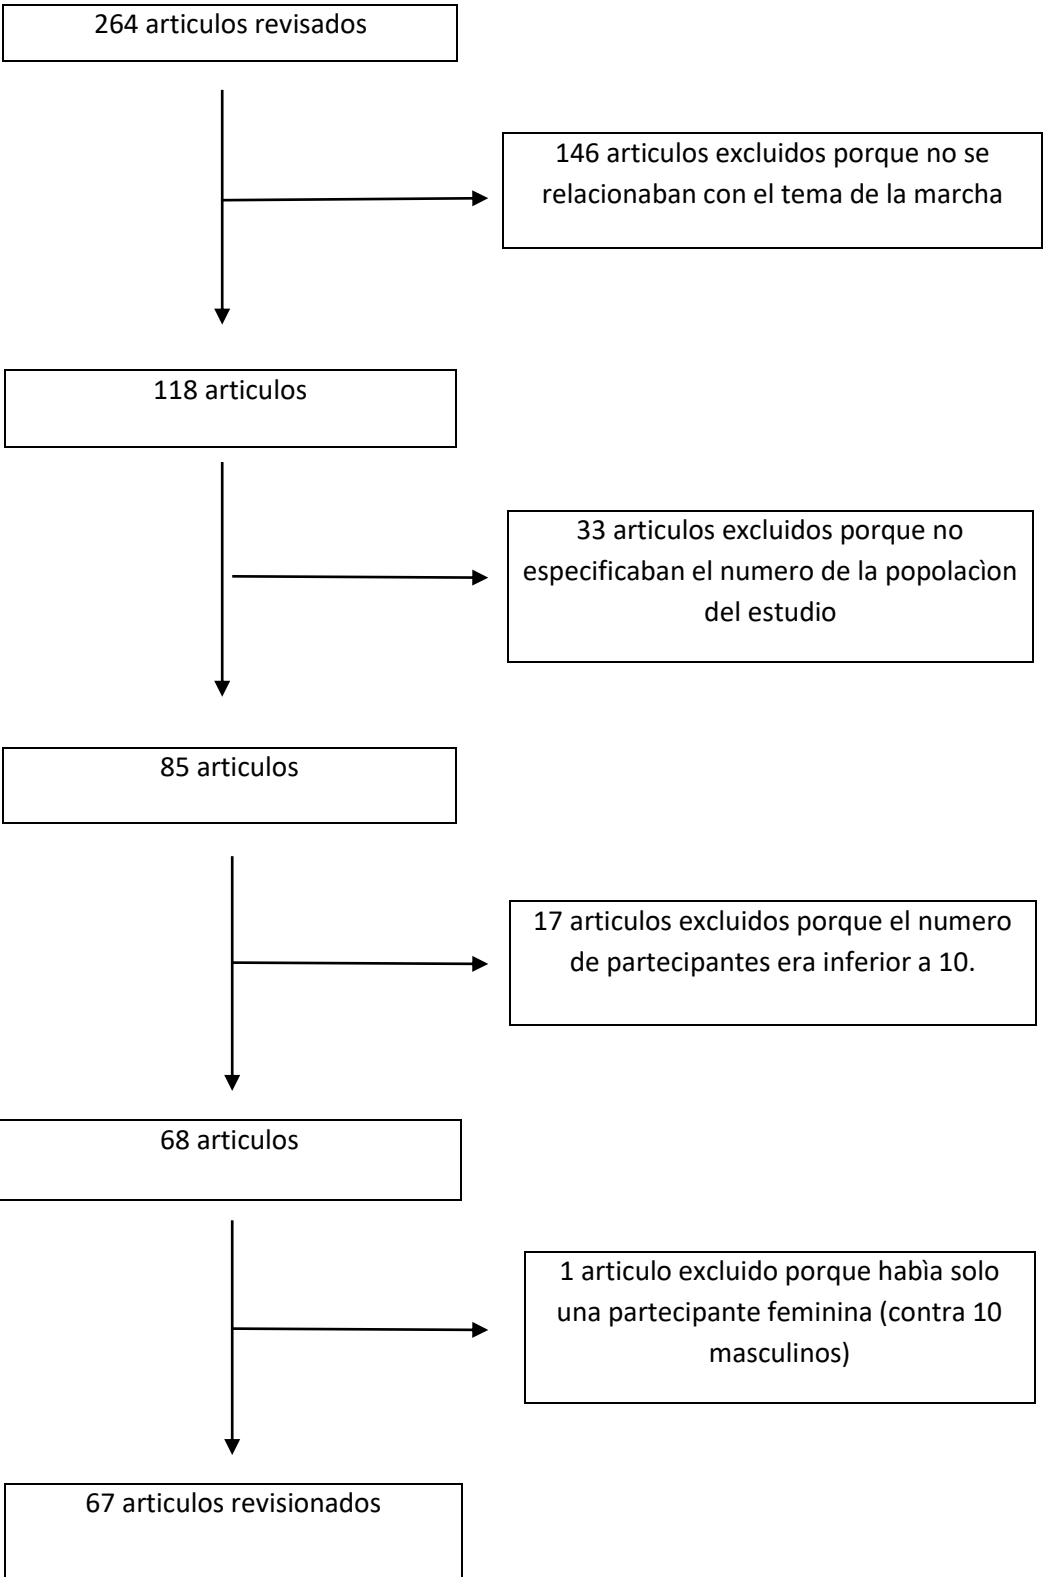 264 articulos revisados
146 articulos excluidos porque no se
relacionaban con el tema de la marcha
118 articulos
33 articulos excluidos porque no
especificaban el numero de la popolacìon
del estudio
85 articulos
17 articulos excluidos porque el numero
de partecipantes era inferior a 10.
68 articulos
1 articulo excluido porque habìa solo
una partecipante feminina (contra 10
masculinos)
67 articulos revisionados